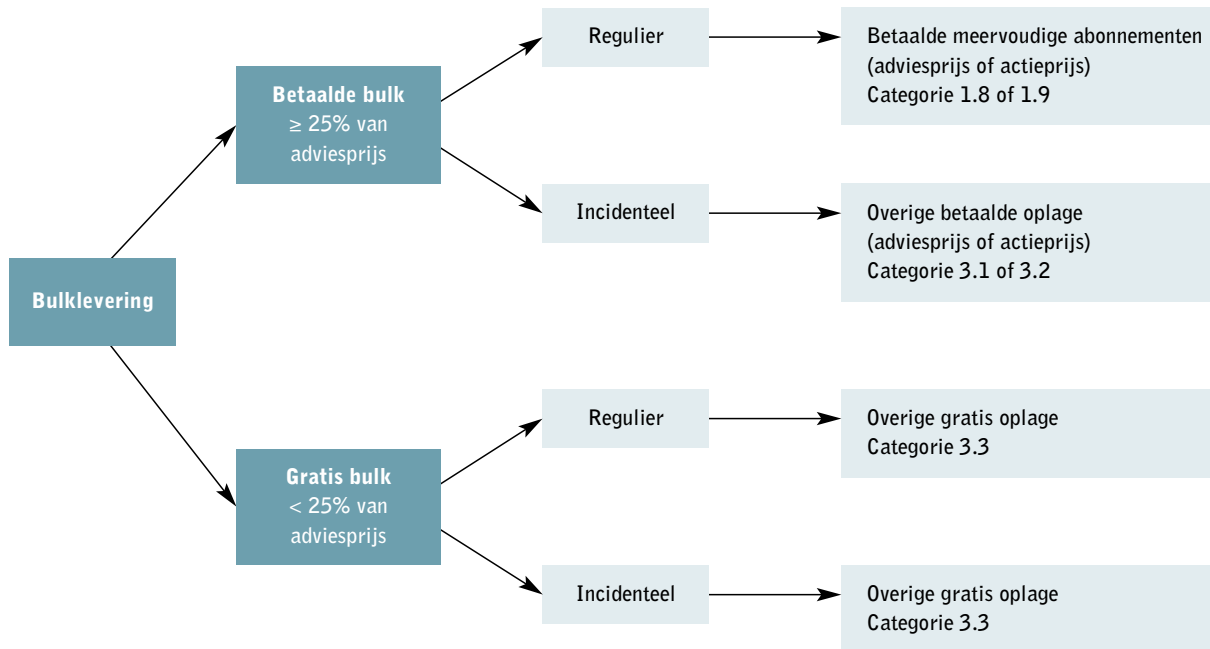 Bulklevering
Betaalde bulk
≥ 25% van
adviesprijs
Regulier
Betaalde meervoudige abonnementen
(adviesprijs of actieprijs)
Categorie 1.8 of 1.9
Incidenteel
Overige betaalde oplage
(adviesprijs of actieprijs)
Categorie 3.1 of 3.2
Gratis bulk
< 25% van
adviesprijs
Regulier
Overige gratis oplage
Categorie 3.3
Incidenteel
Overige gratis oplage
Categorie 3.3